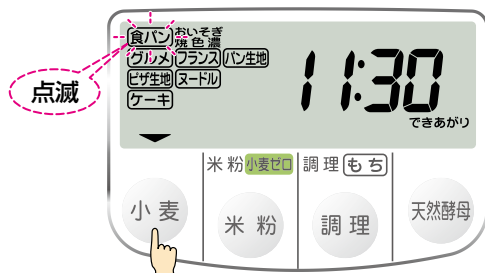 食パン おいそぎ
焼色濃
グルメ フランス パン生地
ピザ生地 ヌードル
ケーキ
11:30
できあがり
点滅
米粉 小麦ゼロ 調理 もち
小麦 米粉 調理 天然酵母